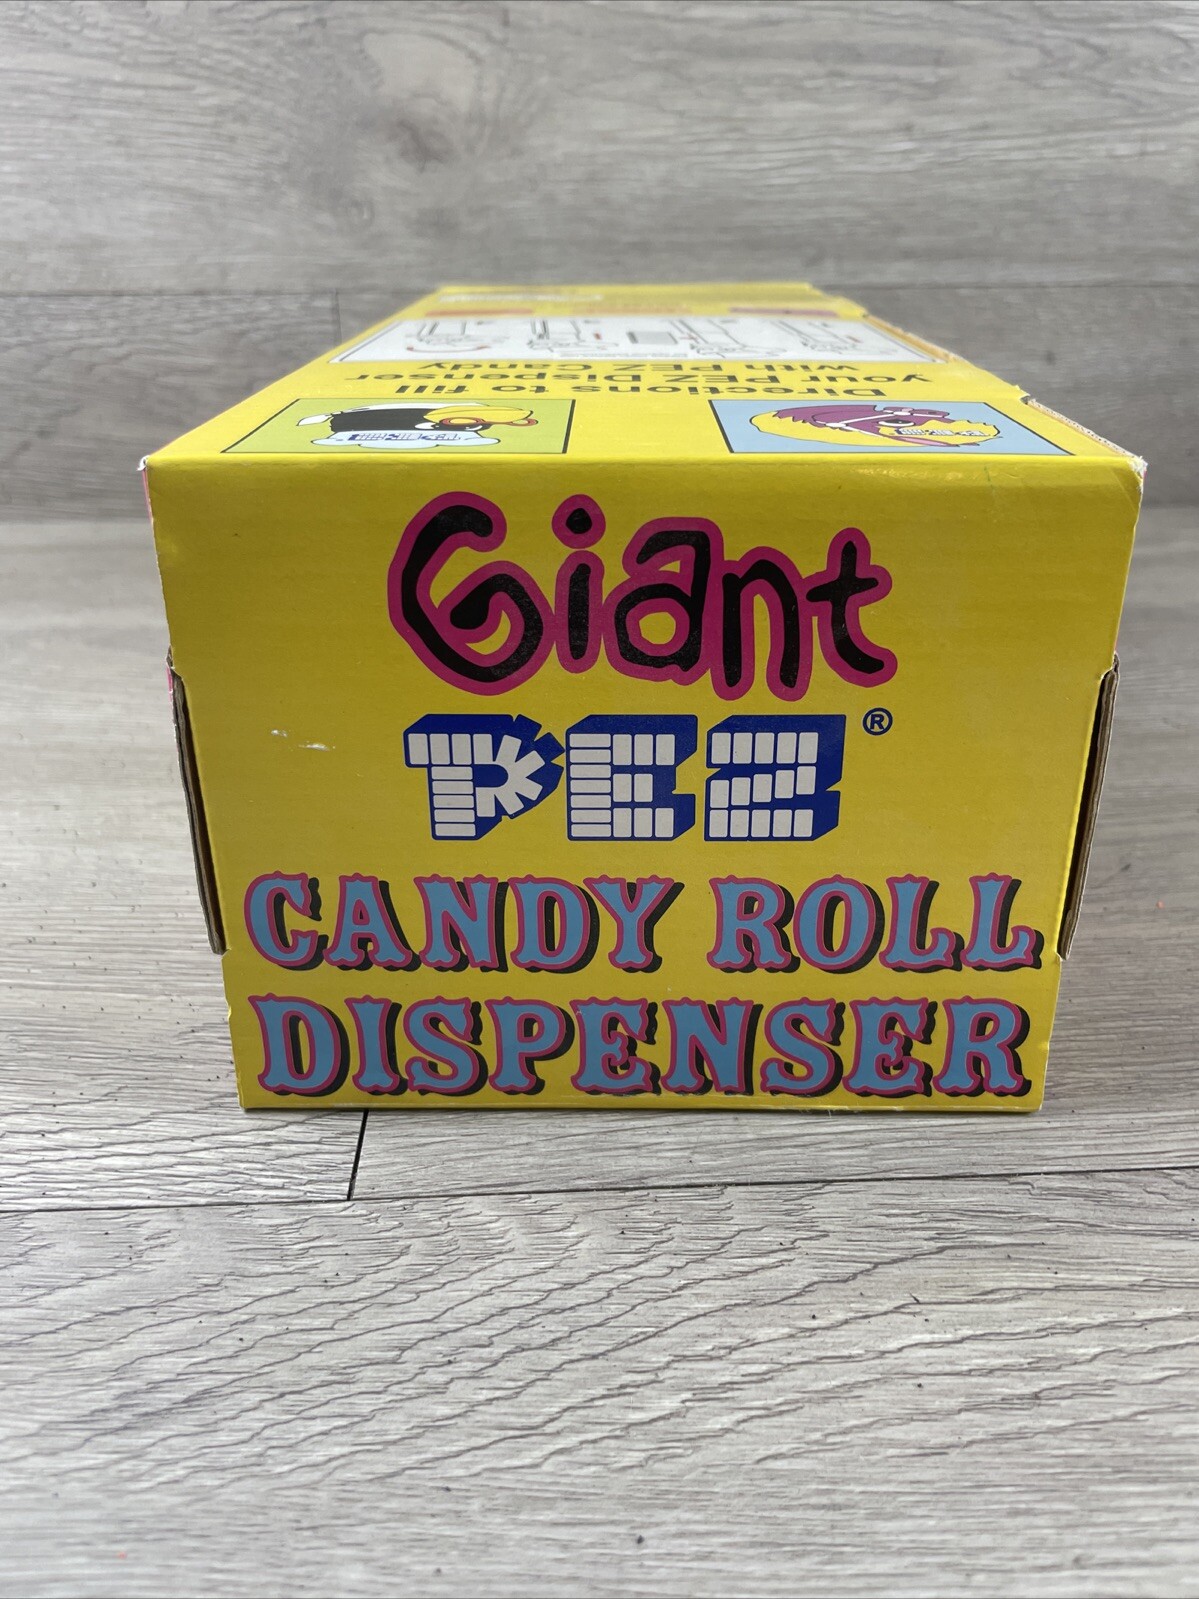 Directions to fill
your PEZ Dispenser
with PEZ Candy
Giant
PEZ®
CANDY ROLL
DISPENSER